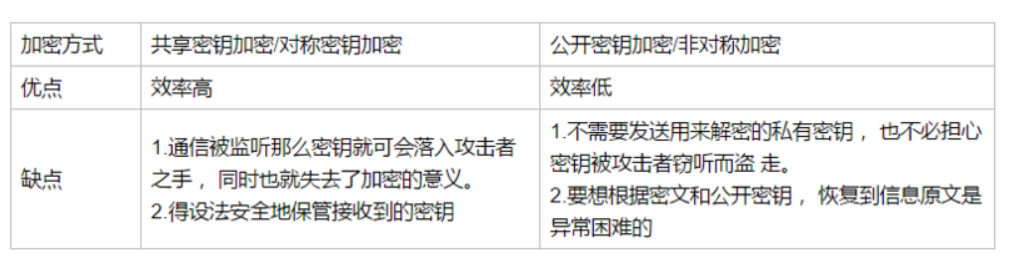 加密方式 共享密钥加密/对称密钥加密 公开密钥加密/非对称加密
优点 效率高 效率低
缺点
1.通信被监听那么密钥就可会落入攻击者
之手，同时也就失去了加密的意义。
2.得设法安全地保管接收到的密钥
1.不需要发送用来解密的私有密钥，也不必担心
密钥被攻击者窃听而盗 走。
2.要想根据密文和公开密钥，恢复到信息原文是
异常困难的